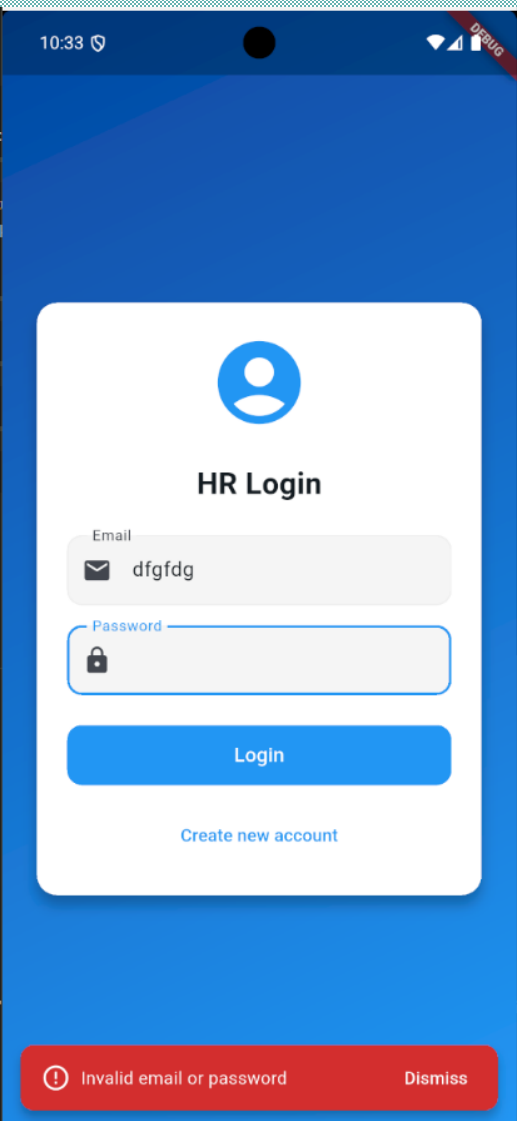 10:33
DEBUG
HR Login
Email
dfgfdg
Password
Login
Create new account
Invalid email or password Dismiss